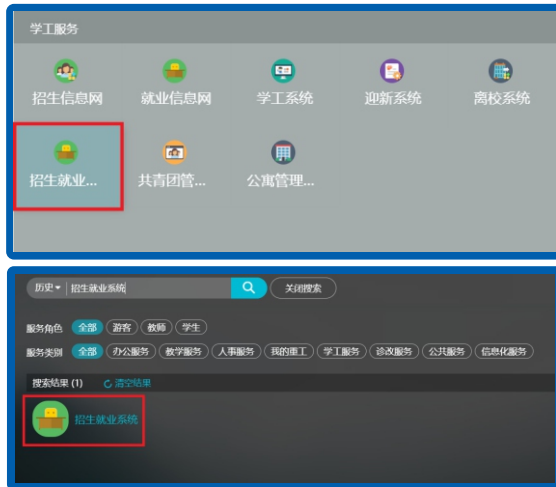 学工服务
招生信息网 就业信息网 学工系统 迎新系统 离校系统
招生就业... 共青团管... 公寓管理...
历史 招生就业系统 关闭搜索
服务角色 全部 游客 教师 学生
服务类别 全部 办公服务 教学服务 人事服务 我的重工 学工服务 诊改服务 公共服务 信息化服务
搜索结果 (1) 清空结果
招生就业系统